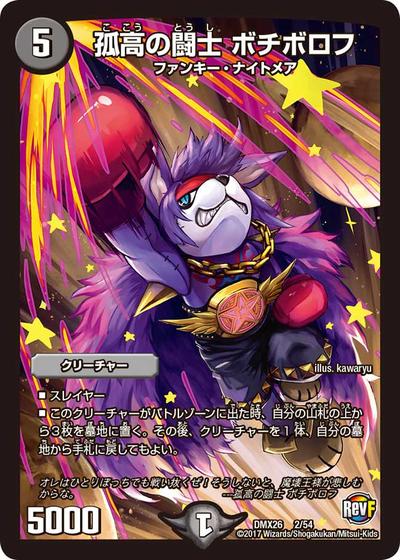 5
ここう とうし
孤高の闘士 ボチボロフ
ファンキー・ナイトメア
illus. kawaryu
クリーチャー
■ スレイヤー
■ このクリーチャーがバトルゾーンに出た時、自分の山札の上か
ら3枚を墓地に置く。その後、クリーチャーを1体、自分の墓
地から手札に戻してもよい。
オレはひとりぼっちでも戦い抜くぜ!そうしないと、魔壊王様が悲しむ
からな。 ---孤高の闘士 ボチボロフ
5000
1
DMX26 2/54
©2017 Wizards/Shogakukan/Mitsui-Kids
RevF